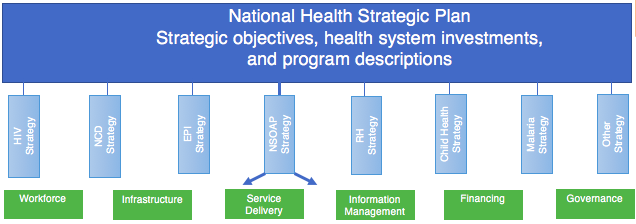 National Health Strategic Plan
Strategic objectives, health system investments,
and program descriptions
HIV
Strategy
NCD
Strategy
EPI
Strategy
NSOAP
Strategy
RH
Strategy
Child Health
Strategy
Malaria
Strategy
Other
Strategy
Workforce
Infrastructure
Service
Delivery
Information
Management
Financing
Governance